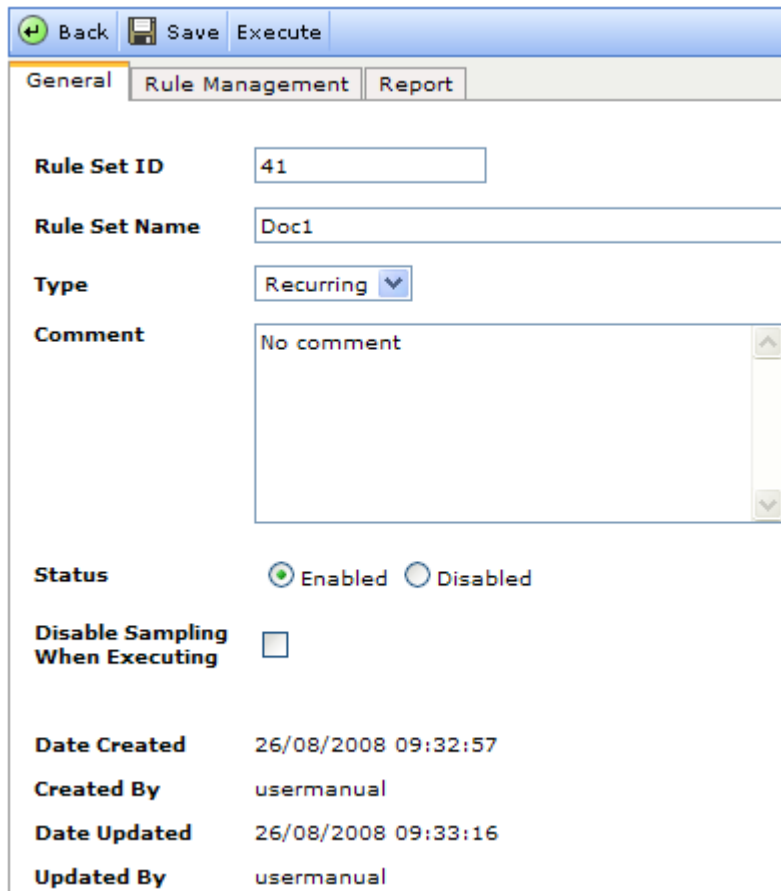 Back Save Execute
General Rule Management Report
Rule Set ID 41
Rule Set Name Doc1
Type Recurring
Comment No comment
Status Enabled Disabled
Disable Sampling
When Executing
Date Created 26/08/2008 09:32:57
Created By usermanual
Date Updated 26/08/2008 09:33:16
Updated By usermanual